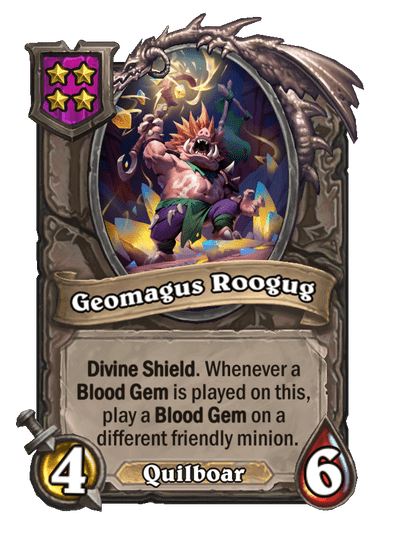 Geomagus Roogug
Divine Shield. Whenever a
Blood Gem is played on this,
play a Blood Gem on a
different friendly minion.
4
Quilboar
6